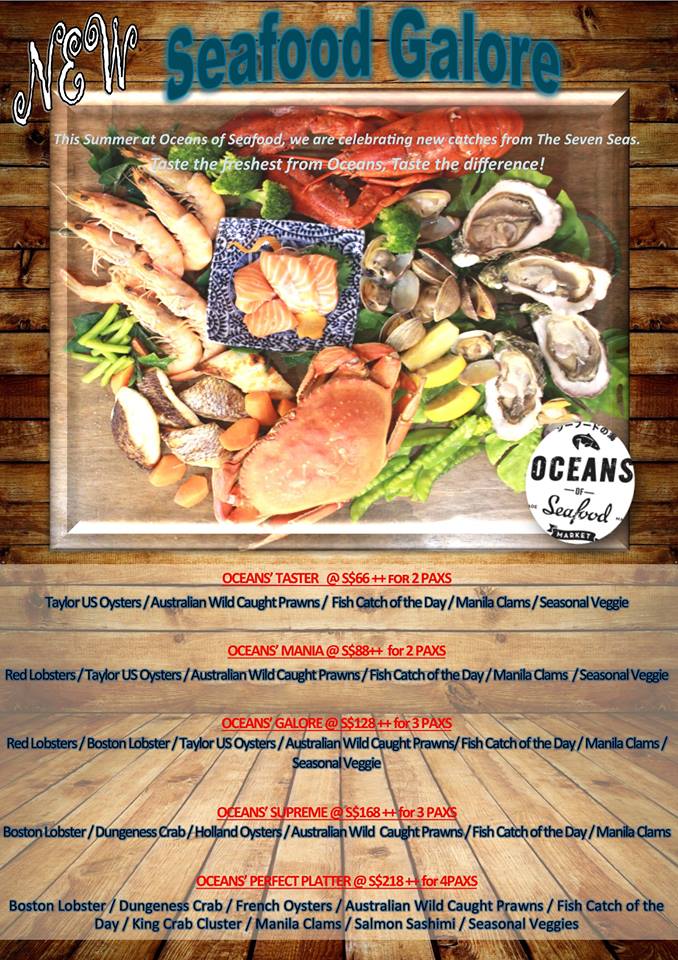 NEW Seafood Galore
This Summer at Oceans of Seafood, we are celebrating new catches from The Seven Seas.
Taste the freshest from Oceans, Taste the difference!
シーフードの海
OCEANS
OF
Seafood
MARKET
OCEANS' TASTER @ S$66 ++ FOR 2 PAXS
Taylor US Oysters / Australian Wild Caught Prawns / Fish Catch of the Day / Manila Clams / Seasonal Veggie
OCEANS' MANIA @ S$88++ for 2 PAXS
Red Lobsters / Taylor US Oysters / Australian Wild Caught Prawns / Fish Catch of the Day / Manila Clams / Seasonal Veggie
OCEANS' GALORE @ S$128 ++ for 3 PAXS
Red Lobsters / Boston Lobster / Taylor US Oysters / Australian Wild Caught Prawns/ Fish Catch of the Day / Manila Clams /
Seasonal Veggie
OCEANS' SUPREME @ S$168 ++ for 3 PAXS
Boston Lobster / Dungeness Crab / Holland Oysters / Australian Wild Caught Prawns / Fish Catch of the Day / Manila Clams
OCEANS' PERFECT PLATTER @ S$218 ++ for 4PAXS
Boston Lobster / Dungeness Crab / French Oysters / Australian Wild Caught Prawns / Fish Catch of the
Day / King Crab Cluster / Manila Clams / Salmon Sashimi / Seasonal Veggies